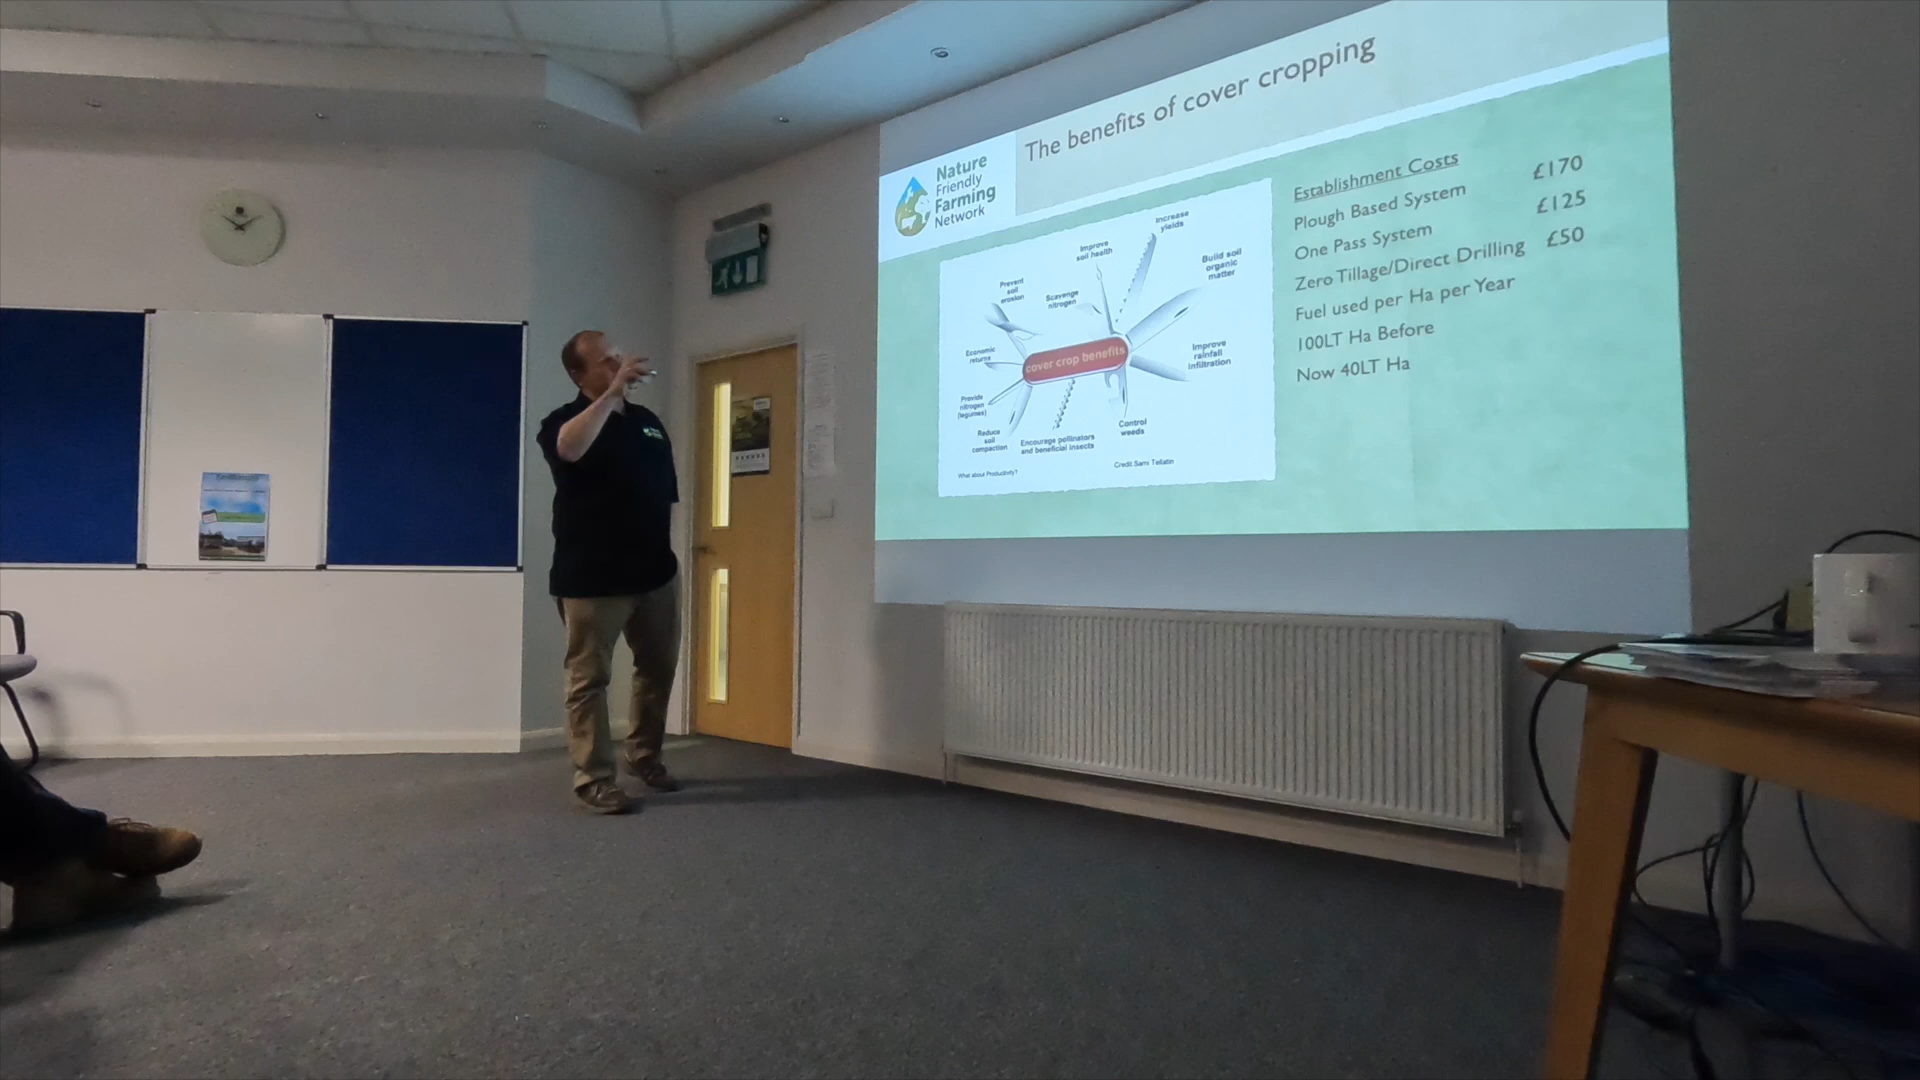 The benefits of cover cropping
Nature
Friendly
Farming
Network
Increase
yields
Improve
soil health
Build soil
organic
matter
Prevent
soil
erosion
Scavenge
nitrogen
Economic
returns
cover crop benefits
Improve
rainfall
infiltration
Provide
nitrogen
(legumes)
Reduce
soil
compaction
Encourage pollinators
and beneficial insects
Control
weeds
What about Productivity?
Credit Sami Tellatin
Establishment Costs
Plough Based System £170
One Pass System £125
Zero Tillage/Direct Drilling £50
Fuel used per Ha per Year
100LT Ha Before
Now 40LT Ha